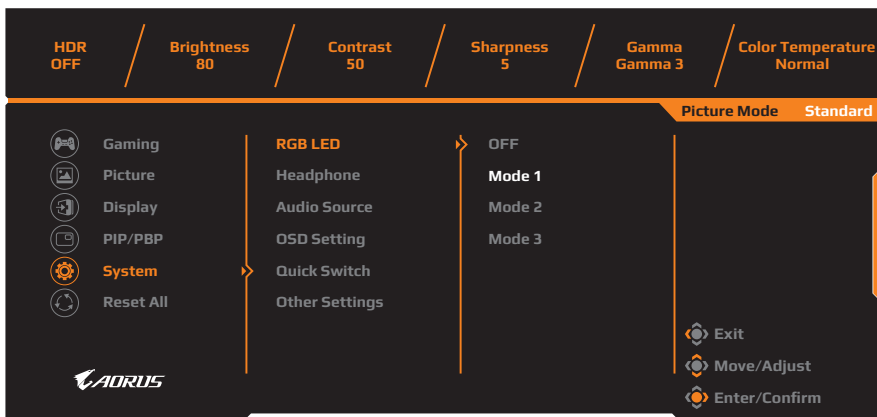 HDR
OFF
Brightness
80
Contrast
50
Sharpness
5
Gamma
Gamma 3
Color Temperature
Normal
Picture Mode Standard
Gaming
Picture
Display
PIP/PBP
System
Reset All
RGB LED
Headphone
Audio Source
OSD Setting
Quick Switch
Other Settings
OFF
Mode 1
Mode 2
Mode 3
Exit
Move/Adjust
Enter/Confirm
AORUS